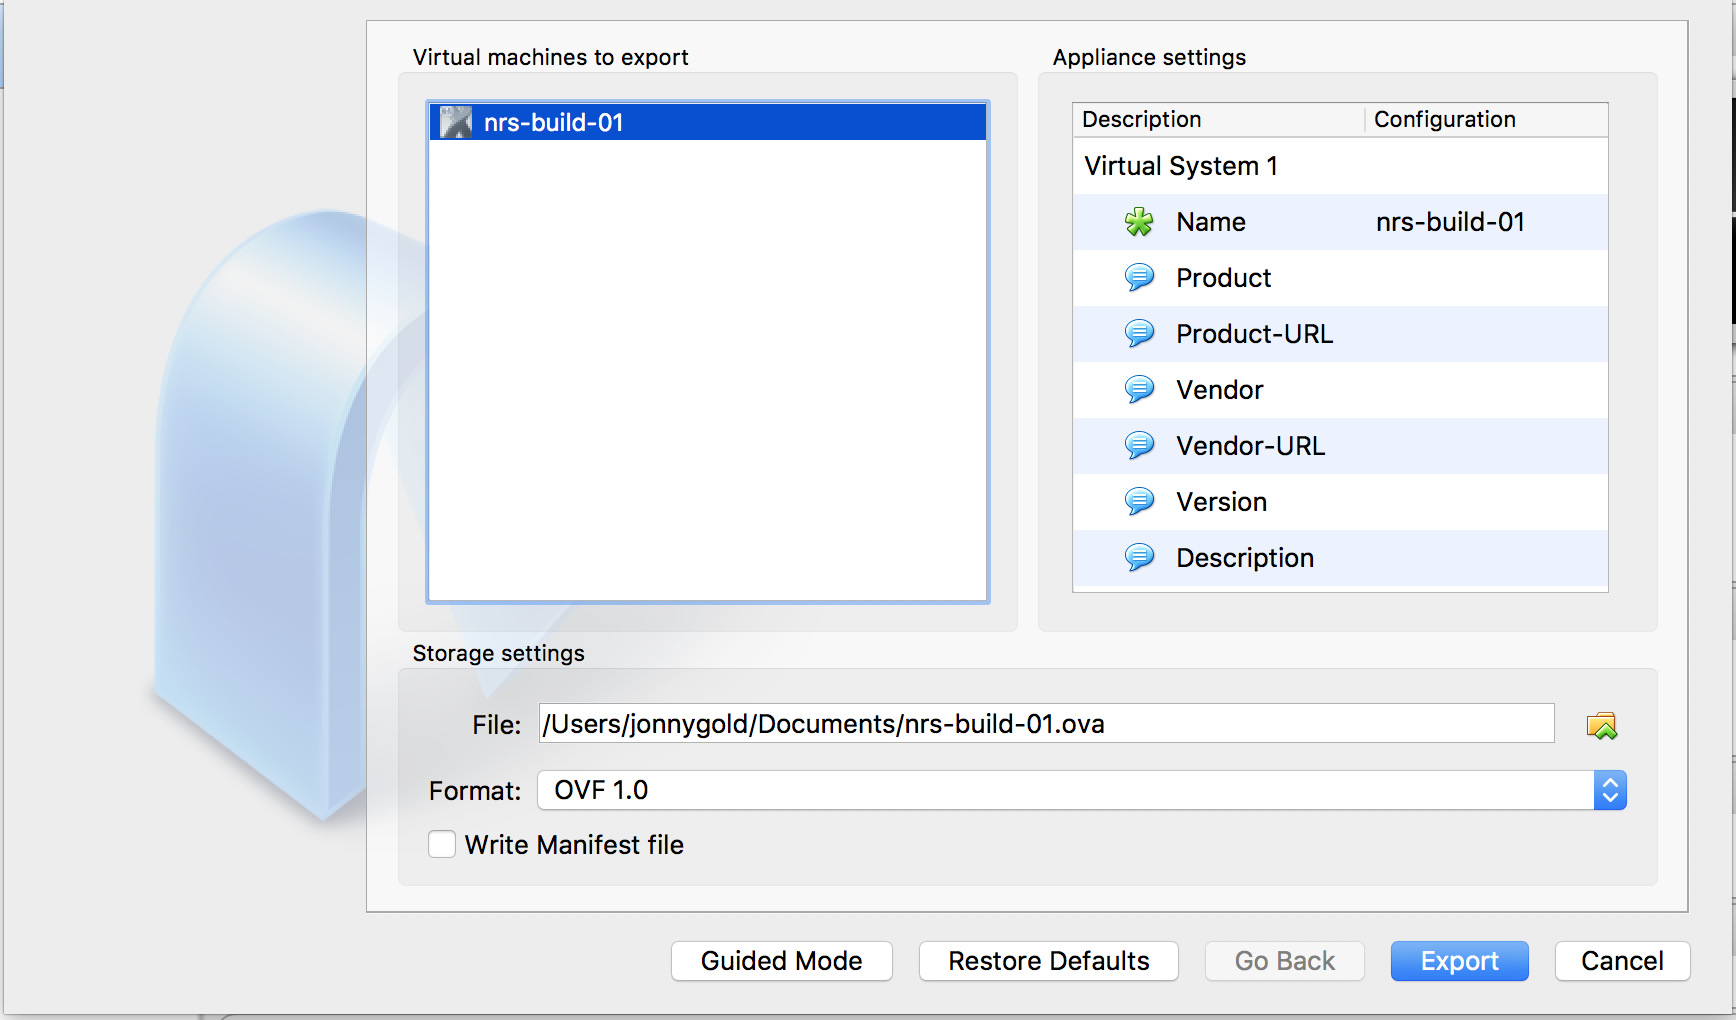 Virtual machines to export
nrs-build-01
Appliance settings
Description Configuration
Virtual System 1
Name nrs-build-01
Product
Product-URL
Vendor
Vendor-URL
Version
Description
Storage settings
File: /Users/jonnygold/Documents/nrs-build-01.ova
Format: OVF 1.0
Write Manifest file
Guided Mode Restore Defaults Go Back Export Cancel